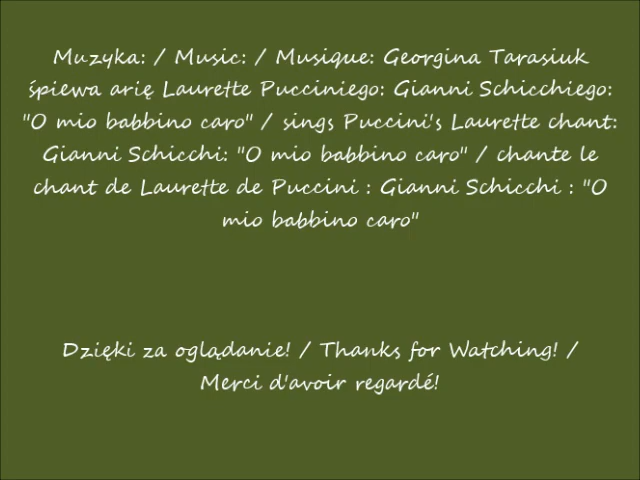 Muzyka: / Music: / Musique: Georgina Tarasiuk
śpiewa arię Laurette Pucciniego: Gianni Schicchiego:
"O mio babbino caro" / sings Puccini's Laurette chant:
Gianni Schicchi: "O mio babbino caro" / chante le
chant de Laurette de Puccini : Gianni Schicchi : "O
mio babbino caro"
Dzięki za oglądanie! / Thanks for Watching! /
Merci d'avoir regardé!